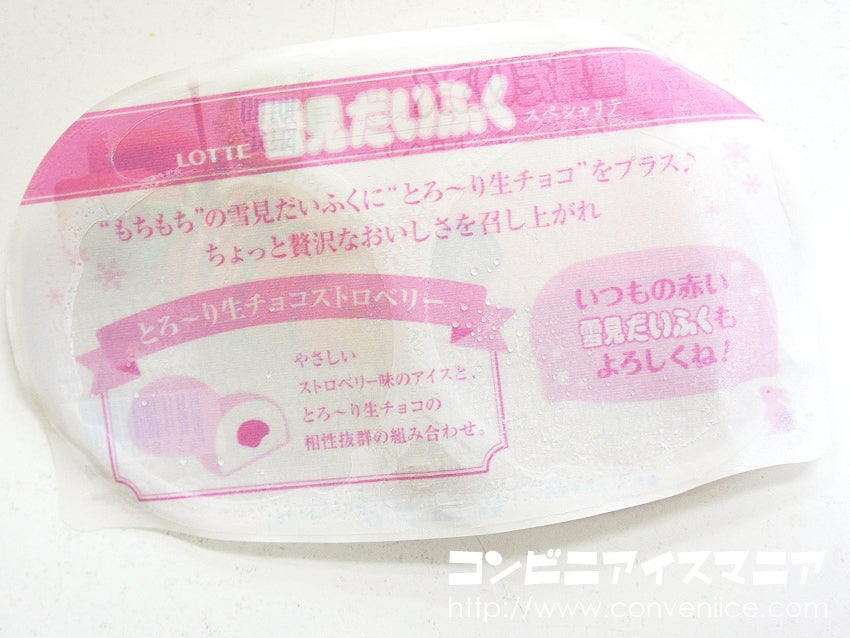 LOTTE 雪見だいふく スペシャリテ
“もちもち”の雪見だいふくに“とろ〜り生チョコ”をプラス♪
ちょっと贅沢なおいしさを召し上がれ
とろ〜り生チョコストロベリー
やさしい
ストロベリー味のアイスと、
とろ〜り生チョコの
相性抜群の組み合わせ。
いつもの赤い
雪見だいふくも
よろしくね!
コンビニアイスマニア
http://www.conveniice.com